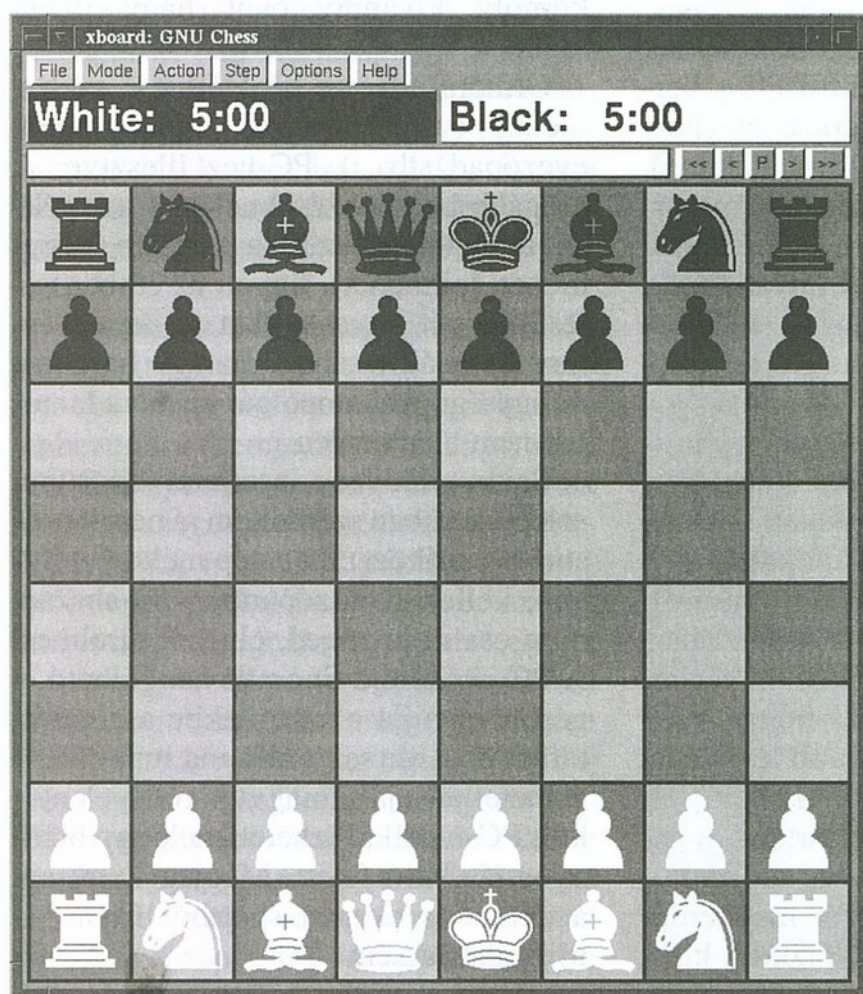 xboard: GNU Chess
File Mode Action Step Options Help
White: 5:00 Black: 5:00
<< < P > >>